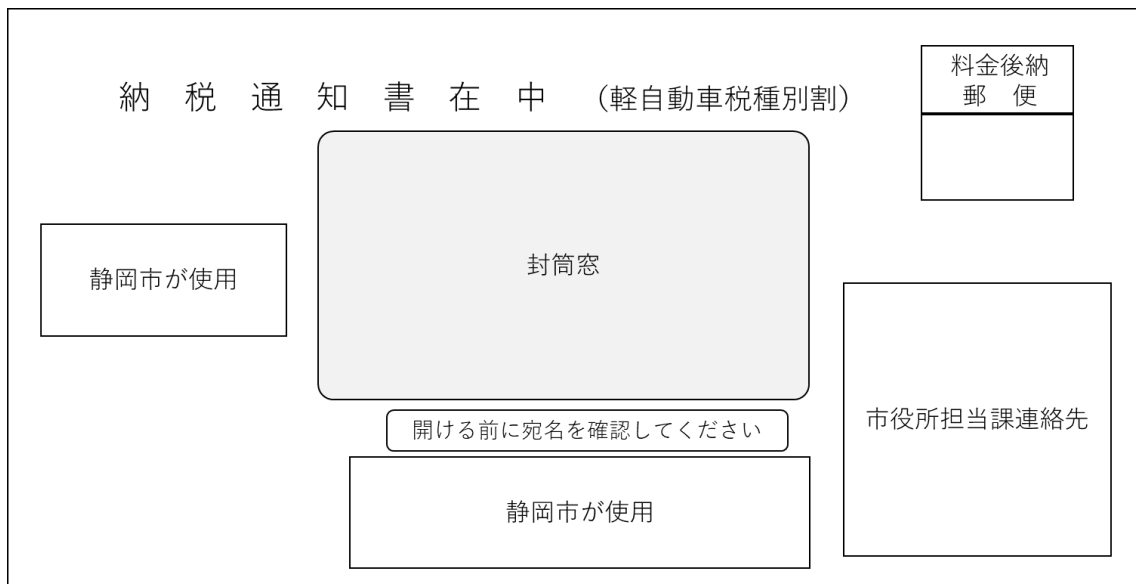 納税通知書在中 （軽自動車税種別割）
料金後納
郵便
封筒窓
静岡市が使用
開ける前に宛名を確認してください
市役所担当課連絡先
静岡市が使用